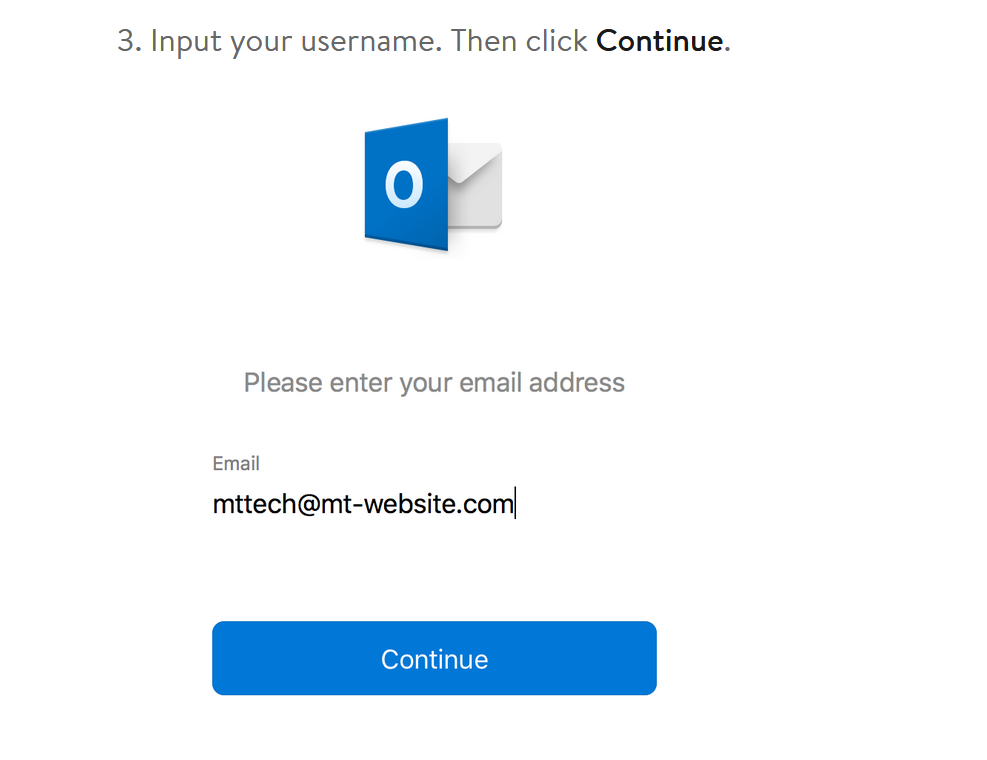 3. Input your username. Then click Continue.
O
Please enter your email address
Email
mttech@mt-website.com
Continue